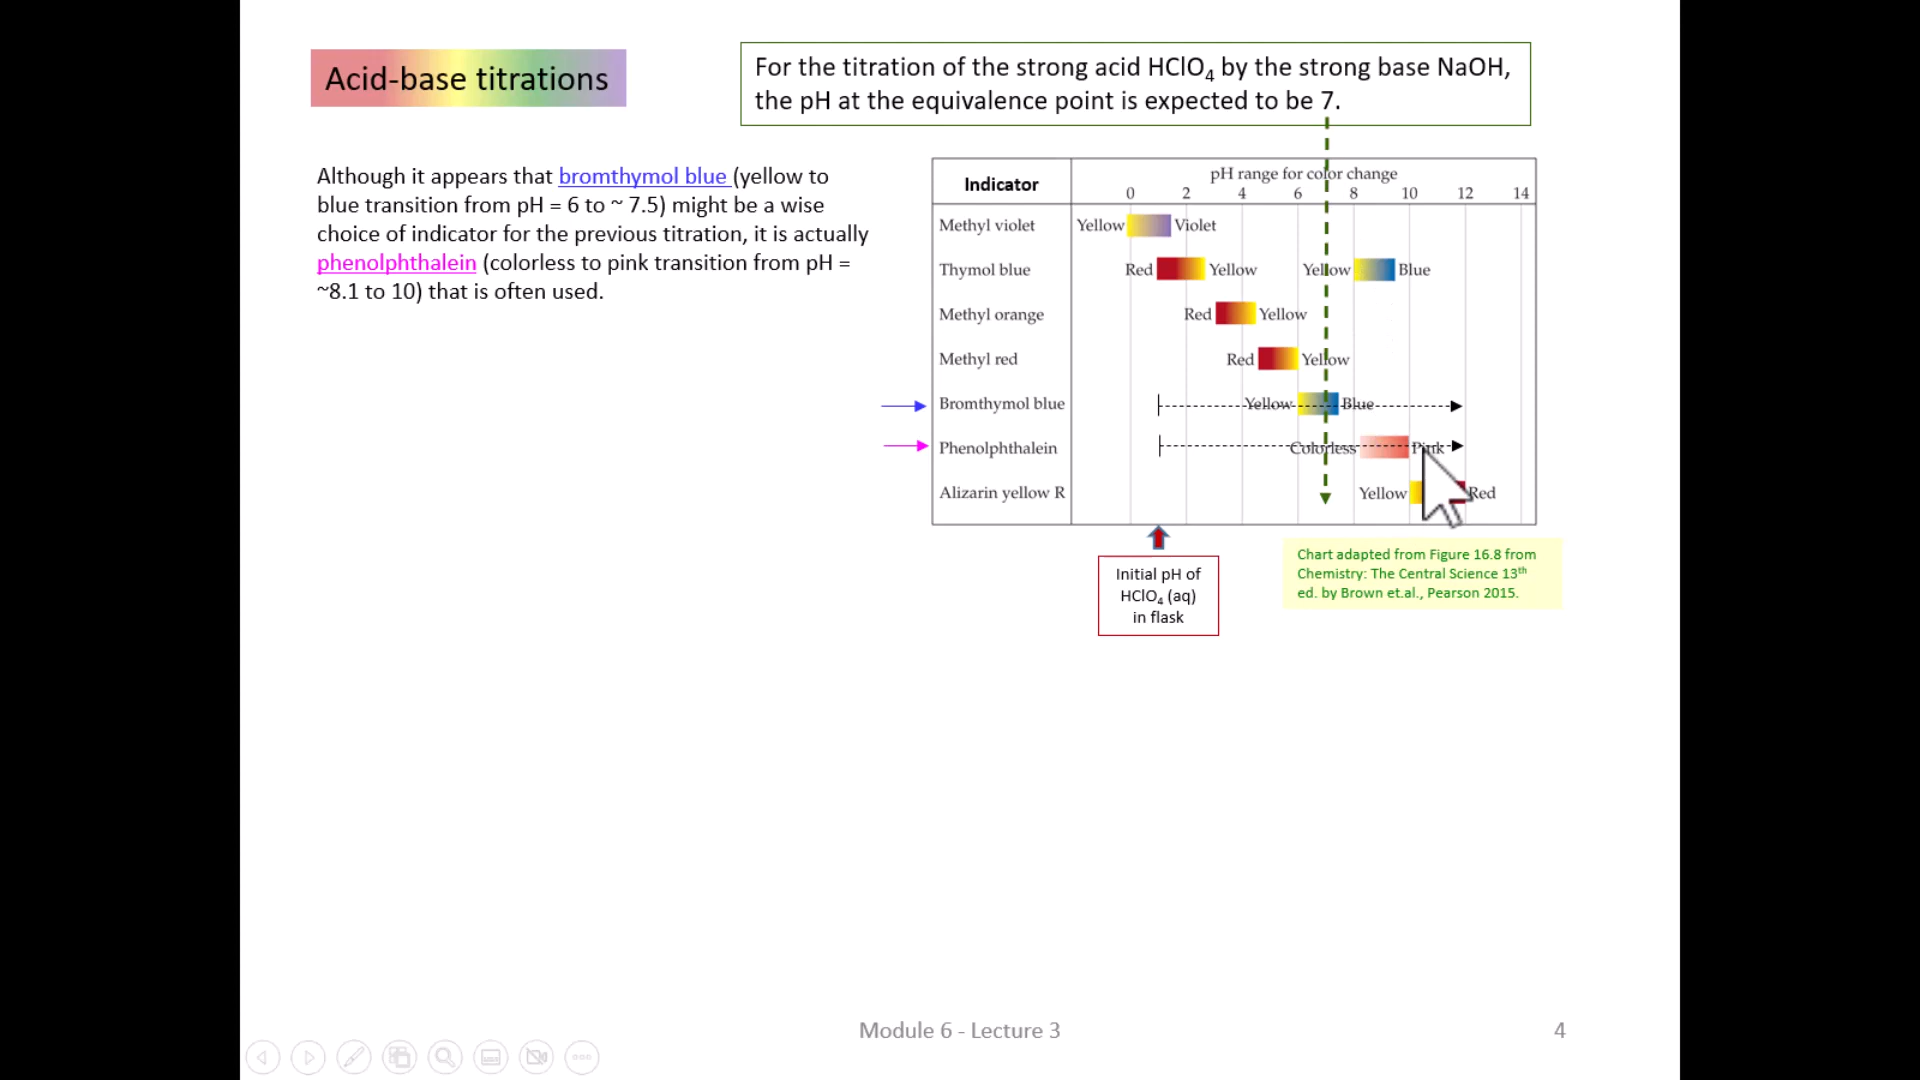 Acid-base titrations
For the titration of the strong acid HClO₄ by the strong base NaOH,
the pH at the equivalence point is expected to be 7.
Although it appears that bromthymol blue (yellow to
blue transition from pH = 6 to ~ 7.5) might be a wise
choice of indicator for the previous titration, it is actually
phenolphthalein (colorless to pink transition from pH =
~8.1 to 10) that is often used.
Indicator
pH range for color change
0 2 4 6 8 10 12 14
Methyl violet Yellow Violet
Thymol blue Red Yellow Yellow Blue
Methyl orange Red Yellow
Methyl red Red Yellow
Bromthymol blue Yellow Blue
Phenolphthalein Colorless Pink
Alizarin yellow R Yellow Red
Initial pH of
HClO₄ (aq)
in flask
Chart adapted from Figure 16.8 from
Chemistry: The Central Science 13th
ed. by Brown et.al., Pearson 2015.
Module 6 - Lecture 3
4